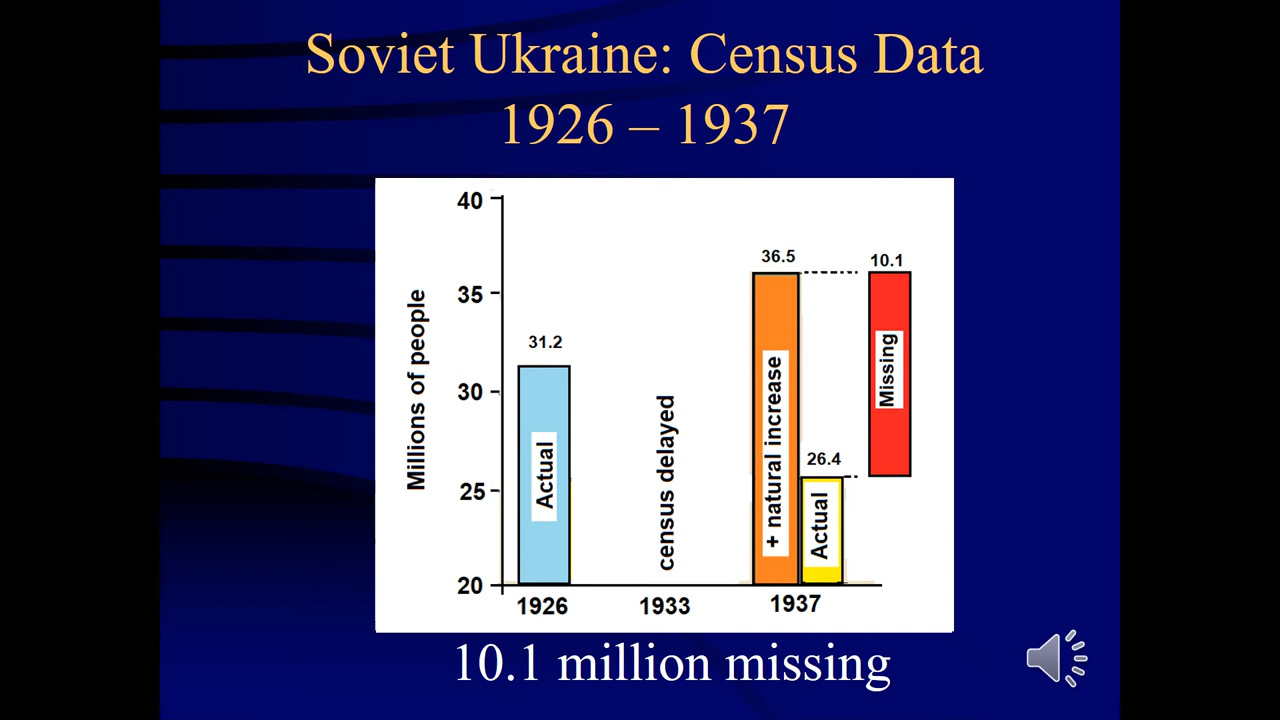 Soviet Ukraine: Census Data
1926 – 1937
40
35
30
25
20
Millions of people
31.2
Actual
1926
census delayed
1933
36.5
+ natural increase
26.4
Actual
1937
10.1
Missing
10.1 million missing